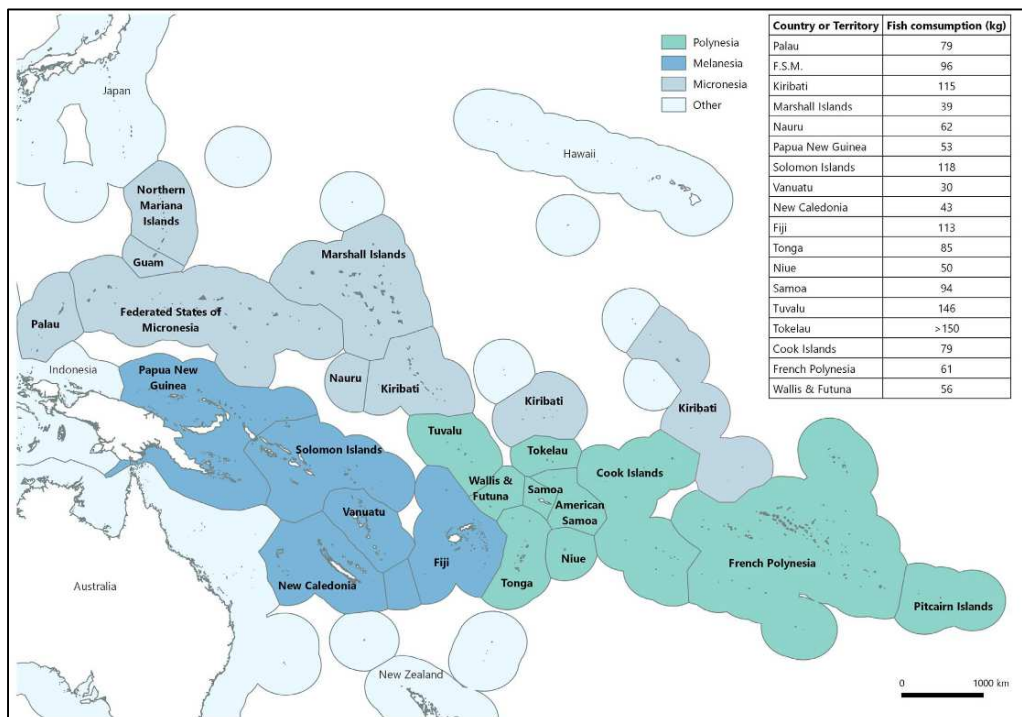 Polynesia
Melanesia
Micronesia
Other
Country or Territory Fish comsumption (kg)
Palau 79
F.S.M. 96
Kiribati 115
Marshall Islands 39
Nauru 62
Papua New Guinea 53
Solomon Islands 118
Vanuatu 30
New Caledonia 43
Fiji 113
Tonga 85
Niue 50
Samoa 94
Tuvalu 146
Tokelau >150
Cook Islands 79
French Polynesia 61
Wallis & Futuna 56
Japan
Hawaii
Northern
Mariana
Islands
Guam
Marshall Islands
Palau
Federated States of
Micronesia
Indonesia
Papua New
Guinea
Nauru
Kiribati
Kiribati
Kiribati
Tuvalu
Tokelau
Solomon Islands
Wallis &
Futuna
Samoa
American
Samoa
Cook Islands
Vanuatu
Fiji
Niue
French Polynesia
New Caledonia
Tonga
Australia
Pitcairn Islands
New Zealand
0 1000 km